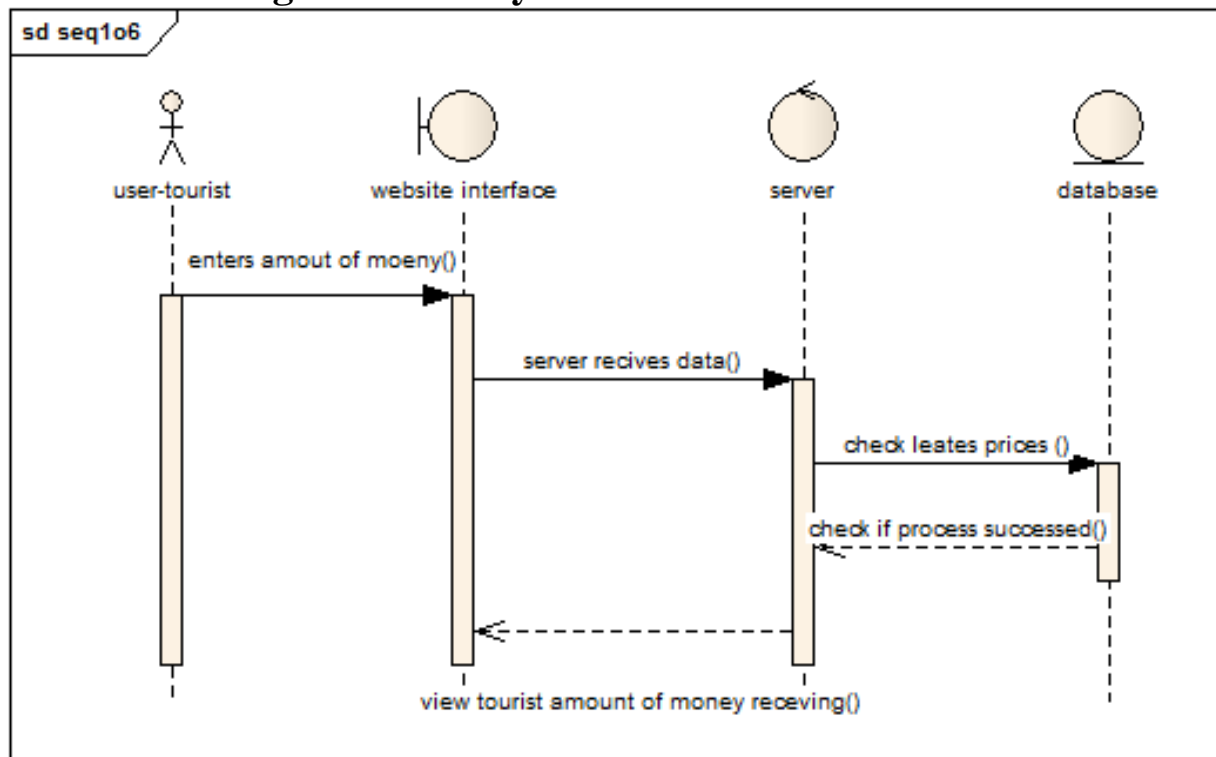 sd seq1o6
user-tourist
website interface
server
database
enters amout of moeny()
server recives data()
check leates prices ()
check if process successed()
view tourist amount of money receving()